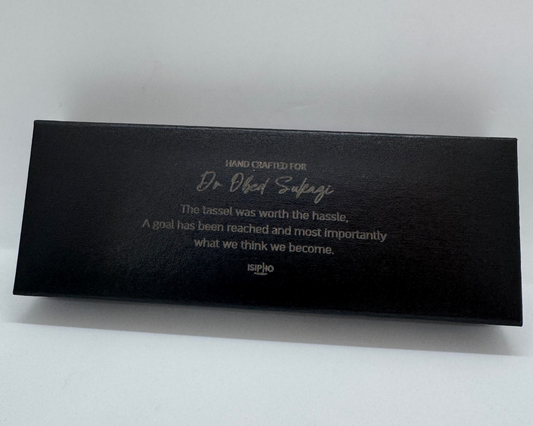 HAND CRAFTED FOR
Dr Obed Sukazi
The tassel was worth the hassle,
A goal has been reached and most importantly
what we think we become.
ISIPHO